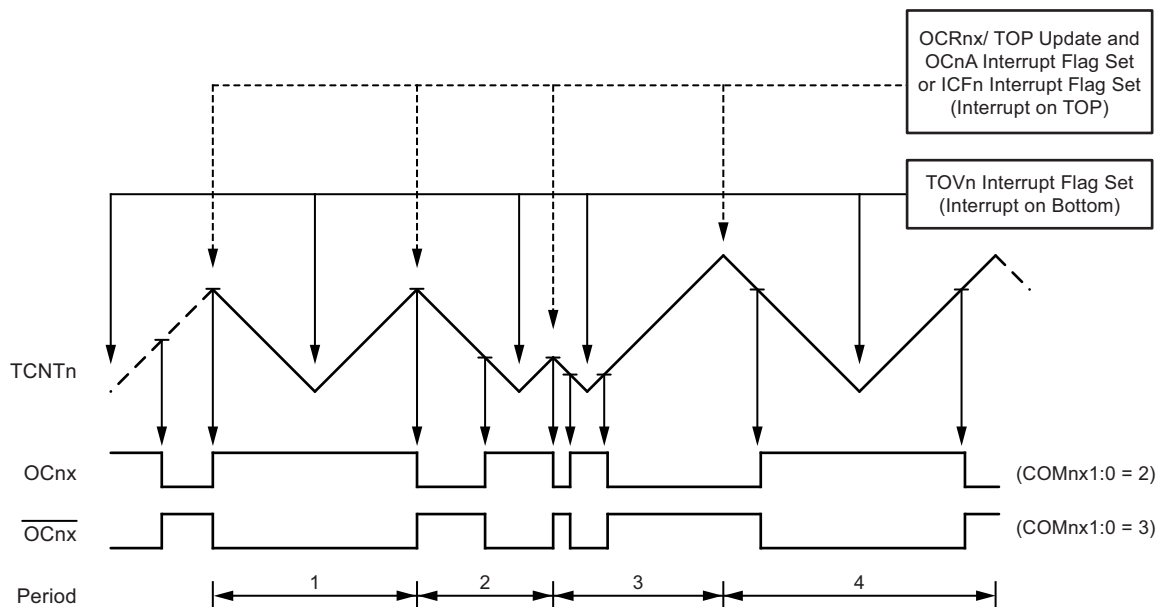 OCRnx/ TOP Update and
OCnA Interrupt Flag Set
or ICFn Interrupt Flag Set
(Interrupt on TOP)
TOVn Interrupt Flag Set
(Interrupt on Bottom)
TCNTn
OCnx
(COMnx1:0 = 2)
OCnx
(COMnx1:0 = 3)
Period
1
2
3
4